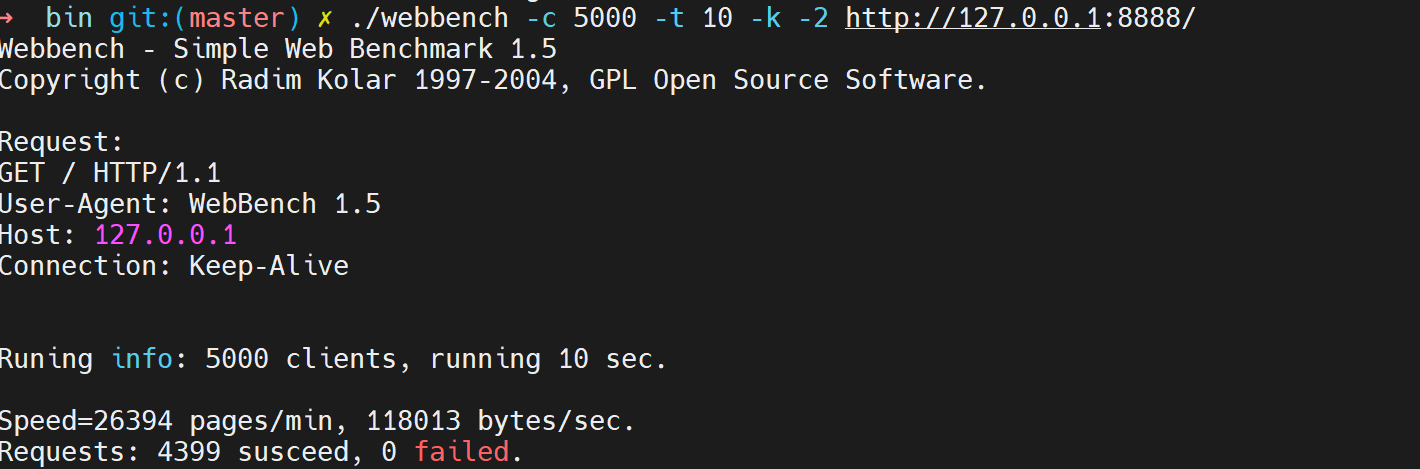 → bin git:(master) ✗ ./webbench -c 5000 -t 10 -k -2 http://127.0.0.1:8888/
Webbench - Simple Web Benchmark 1.5
Copyright (c) Radim Kolar 1997-2004, GPL Open Source Software.
Request:
GET / HTTP/1.1
User-Agent: WebBench 1.5
Host: 127.0.0.1
Connection: Keep-Alive
Runing info: 5000 clients, running 10 sec.
Speed=26394 pages/min, 118013 bytes/sec.
Requests: 4399 susceed, 0 failed.